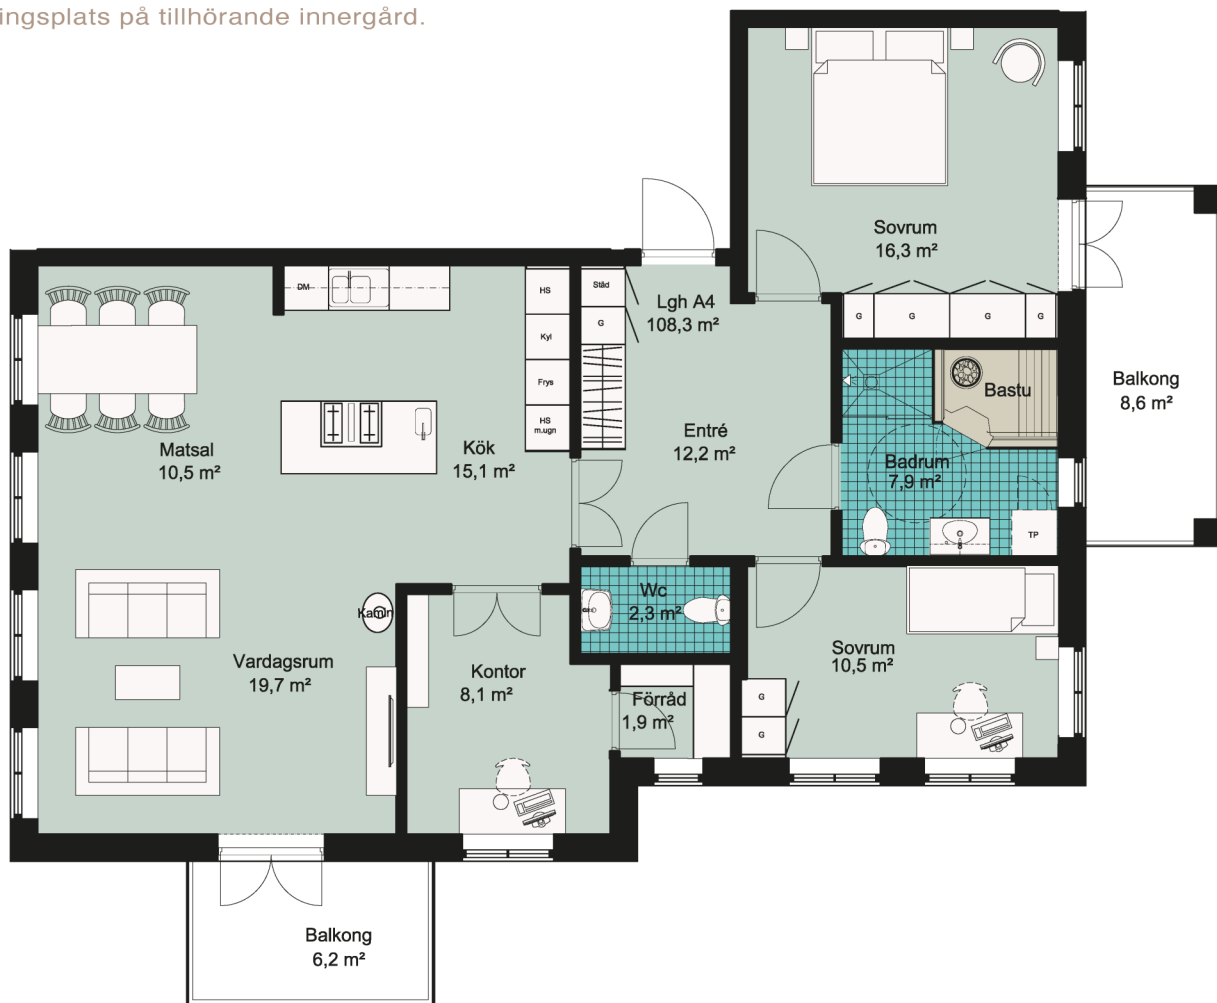 ingsplats på tillhörande innergård.
Sovrum
16,3 m²
G
G
G
G
DM
HS
Kyl
Frys
HS
m.ugn
Städ
G
Lgh A4
108,3 m²
Bastu
Balkong
8,6 m²
Matsal
10,5 m²
Kök
15,1 m²
Entré
12,2 m²
Badrum
7,9 m²
TP
Kamin
Wc
2,3 m²
Vardagsrum
19,7 m²
Kontor
8,1 m²
Förråd
1,9 m²
Sovrum
10,5 m²
G
G
Balkong
6,2 m²